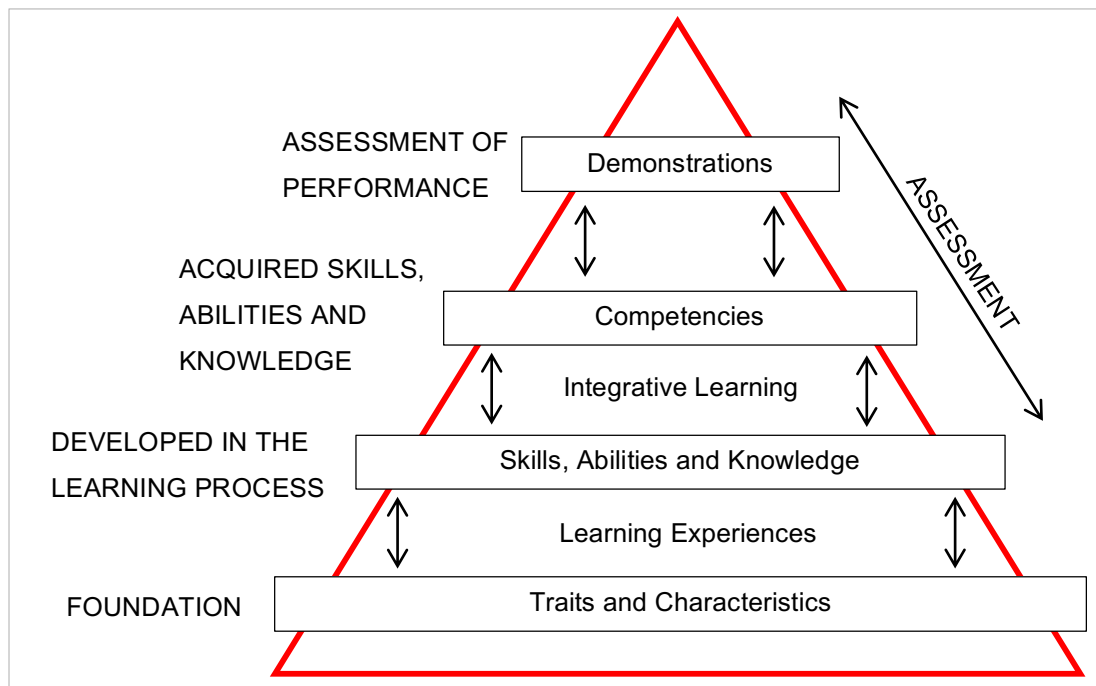 ASSESSMENT OF
PERFORMANCE
Demonstrations
ASSESSMENT
ACQUIRED SKILLS,
ABILITIES AND
KNOWLEDGE
Competencies
Integrative Learning
DEVELOPED IN THE
LEARNING PROCESS
Skills, Abilities and Knowledge
Learning Experiences
FOUNDATION
Traits and Characteristics